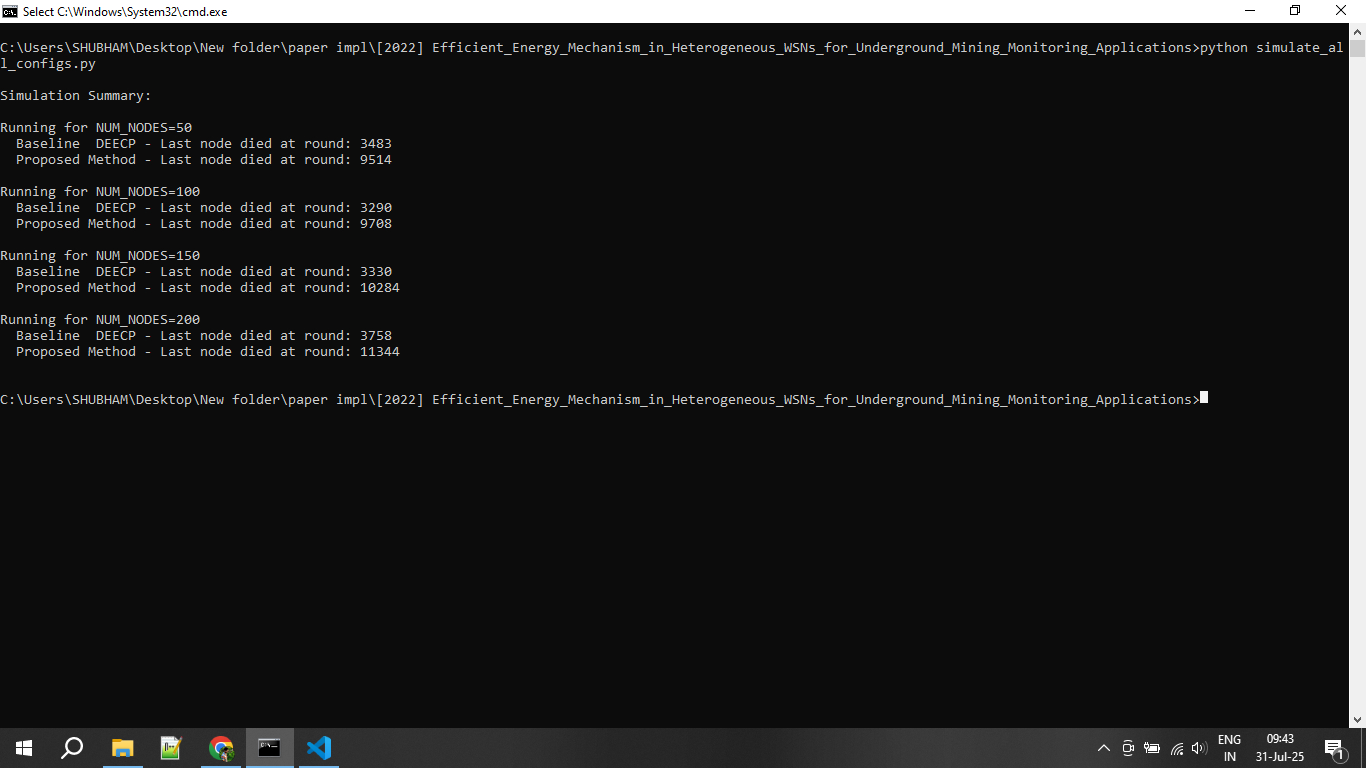 Select C:\Windows\System32\cmd.exe
C:\Users\SHUBHAM\Desktop\New folder\paper impl\[2022] Efficient_Energy_Mechanism_in_Heterogeneous_WSNs_for_Underground_Mining_Monitoring_Applications>python simulate_al
l_configs.py
Simulation Summary:
Running for NUM_NODES=50
Baseline  DEECP - Last node died at round: 3483
Proposed Method - Last node died at round: 9514
Running for NUM_NODES=100
Baseline  DEECP - Last node died at round: 3290
Proposed Method - Last node died at round: 9708
Running for NUM_NODES=150
Baseline  DEECP - Last node died at round: 3330
Proposed Method - Last node died at round: 10284
Running for NUM_NODES=200
Baseline  DEECP - Last node died at round: 3758
Proposed Method - Last node died at round: 11344
C:\Users\SHUBHAM\Desktop\New folder\paper impl\[2022] Efficient_Energy_Mechanism_in_Heterogeneous_WSNs_for_Underground_Mining_Monitoring_Applications>
ENG
IN
09:43
31-Jul-25
1